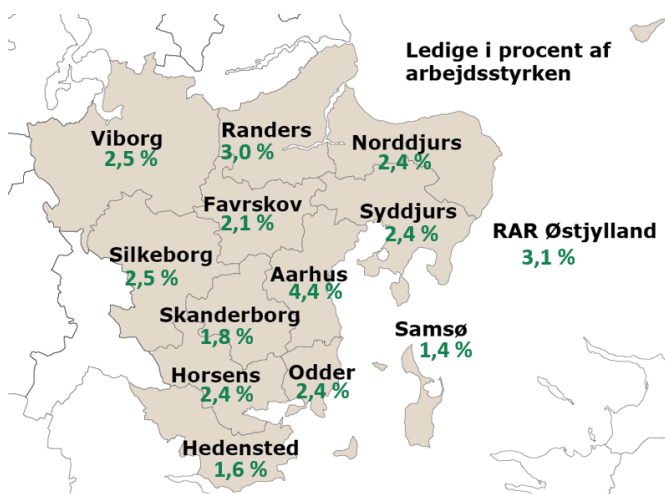 Ledige i procent af
arbejdsstyrken
Viborg
2,5 %
Randers
3,0 %
Norddjurs
2,4 %
Favrskov
2,1 %
Syddjurs
2,4 %
RAR Østjylland
3,1 %
Silkeborg
2,5 %
Aarhus
4,4 %
Skanderborg
1,8 %
Samsø
1,4 %
Horsens
2,4 %
Odder
2,4 %
Hedensted
1,6 %